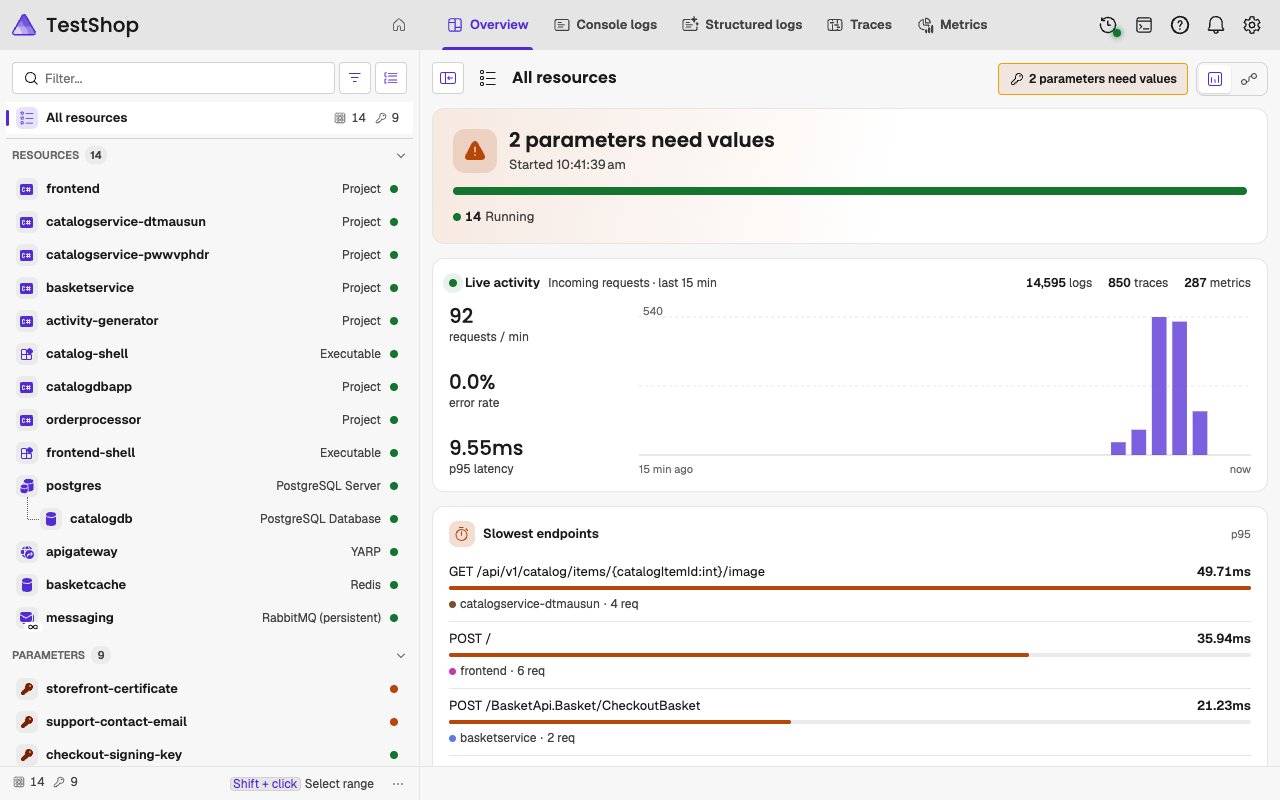 TestShop
Overview
Console logs
Structured logs
Traces
Metrics
Filter...
All resources
14
9
RESOURCES 14
frontend Project
catalogservice-dtmausun Project
catalogservice-pwwvphdr Project
basketservice Project
activity-generator Project
catalog-shell Executable
catalogdbapp Project
orderprocessor Project
frontend-shell Executable
postgres PostgreSQL Server
catalogdb PostgreSQL Database
apigateway YARP
basketcache Redis
messaging RabbitMQ (persistent)
PARAMETERS 9
storefront-certificate
support-contact-email
checkout-signing-key
14 9 Shift + click Select range
All resources
2 parameters need values
2 parameters need values
Started 10:41:39 am
14 Running
Live activity Incoming requests · last 15 min
14,595 logs 850 traces 287 metrics
92
requests / min
0.0%
error rate
9.55ms
p95 latency
540
15 min ago now
Slowest endpoints p95
GET /api/v1/catalog/items/{catalogItemId:int}/image 49.71ms
catalogservice-dtmausun · 4 req
POST / 35.94ms
frontend · 6 req
POST /BasketApi.Basket/CheckoutBasket 21.23ms
basketservice · 2 req